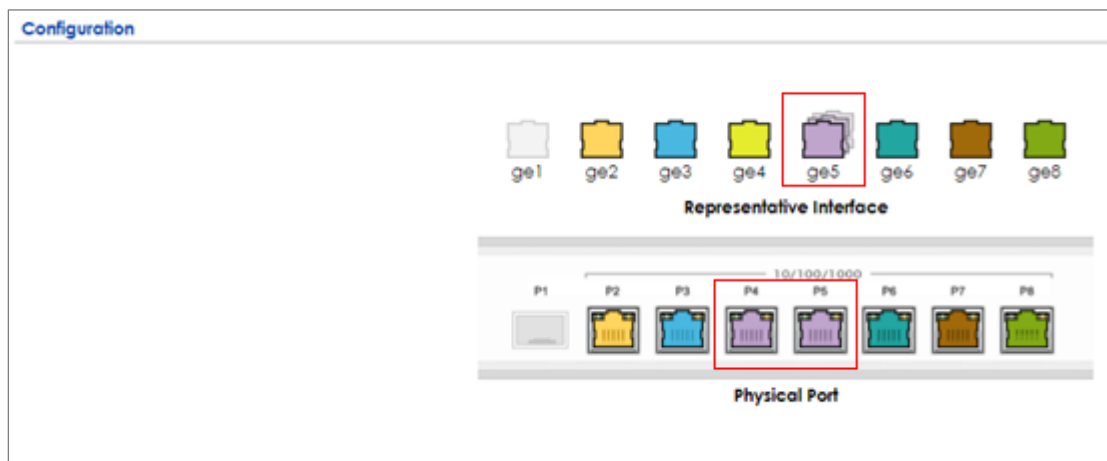 Configuration
ge1 ge2 ge3 ge4 ge5 ge6 ge7 ge8
Representative Interface
10/100/1000
P1 P2 P3 P4 P5 P6 P7 P8
Physical Port